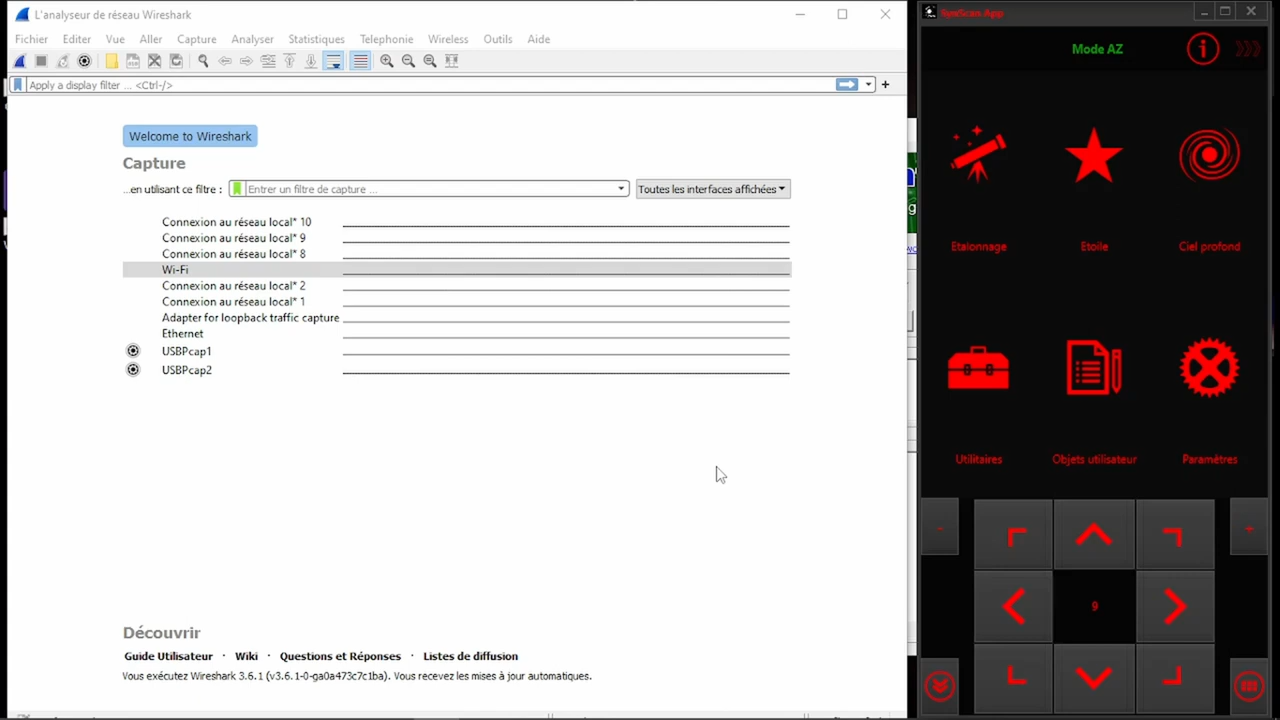 L'analyseur de réseau Wireshark
Fichier Editer Vue Aller Capture Analyser Statistiques Telephonie Wireless Outils Aide
Apply a display filter ... <Ctrl-/>
Welcome to Wireshark
Capture
...en utilisant ce filtre : Entrer un filtre de capture ... Toutes les interfaces affichées
Connexion au réseau local* 10
Connexion au réseau local* 9
Connexion au réseau local* 8
Wi-Fi
Connexion au réseau local* 2
Connexion au réseau local* 1
Adapter for loopback traffic capture
Ethernet
USBPcap1
USBPcap2
Découvrir
Guide Utilisateur · Wiki · Questions et Réponses · Listes de diffusion
Vous exécutez Wireshark 3.6.1 (v3.6.1-0-ga0a473c7c1ba). Vous recevez les mises à jour automatiques.
SynScan App
Mode AZ
Etalonnage Etoile Ciel profond
Utilitaires Objets utilisateur Paramètres
- +
9